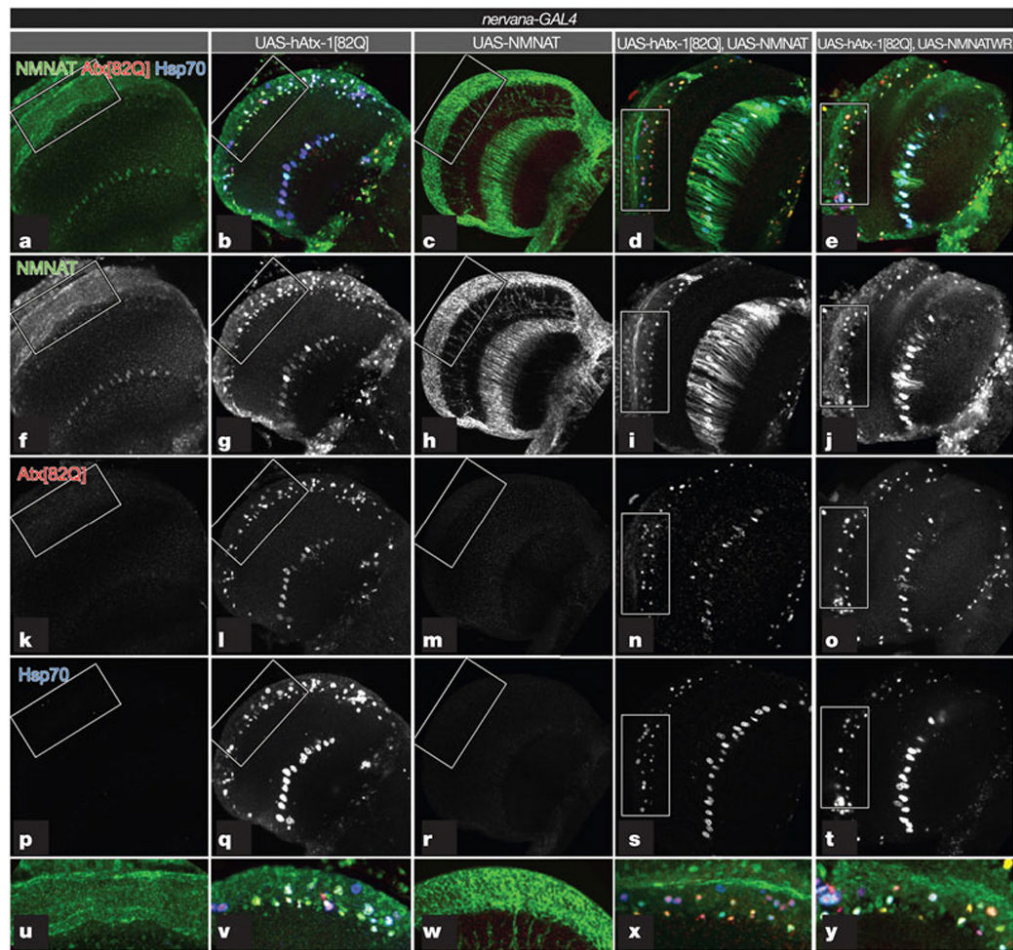 nervana-GAL4
UAS-hAtx-1[82Q]
UAS-NMNAT
UAS-hAtx-1[82Q], UAS-NMNAT
UAS-hAtx-1[82Q], UAS-NMNATWR
NMNAT Atx[82Q] Hsp70
a
b
c
d
e
NMNAT
f
g
h
i
j
Atx[82Q]
k
l
m
n
o
Hsp70
p
q
r
s
t
u
v
w
x
y